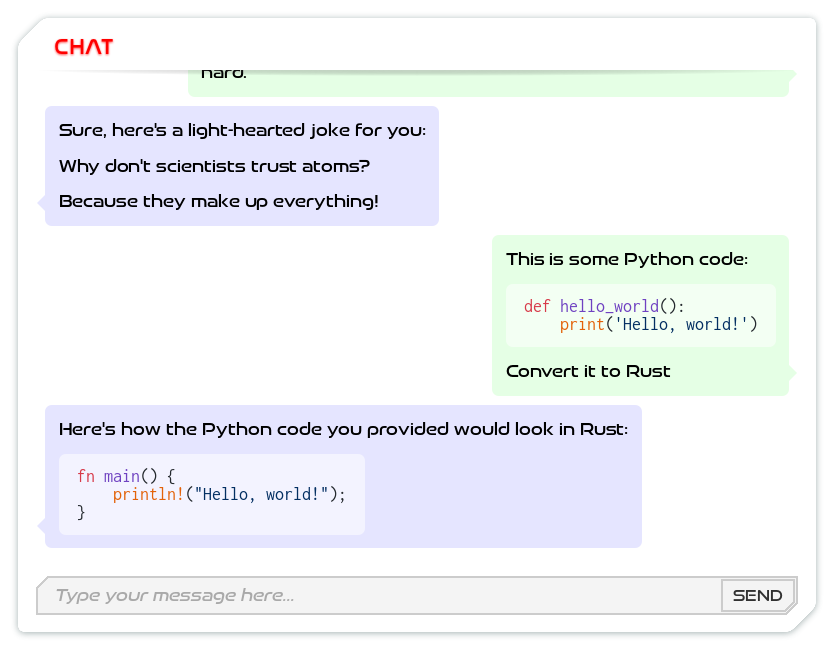 CHAT
hard.
Sure, here's a light-hearted joke for you:
Why don't scientists trust atoms?
Because they make up everything!
This is some Python code:
def hello_world():
    print('Hello, world!')
Convert it to Rust
Here's how the Python code you provided would look in Rust:
fn main() {
    println!("Hello, world!");
}
Type your message here...
SEND